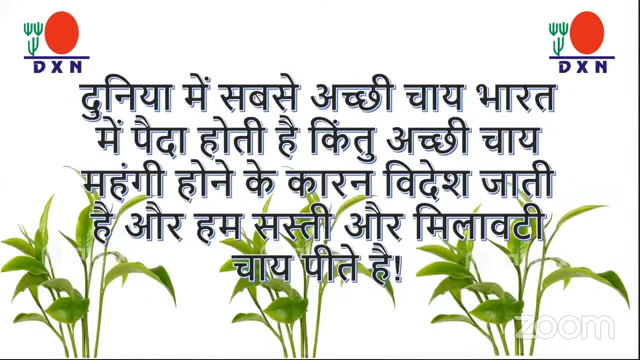 DXN DXN
दुनिया में सबसे अच्छी चाय भारत
में पैदा होती है किंतु अच्छी चाय
महंगी होने के कारन विदेश जाती
है और हम सस्ती और मिलावटी
चाय पीते है!
zoom